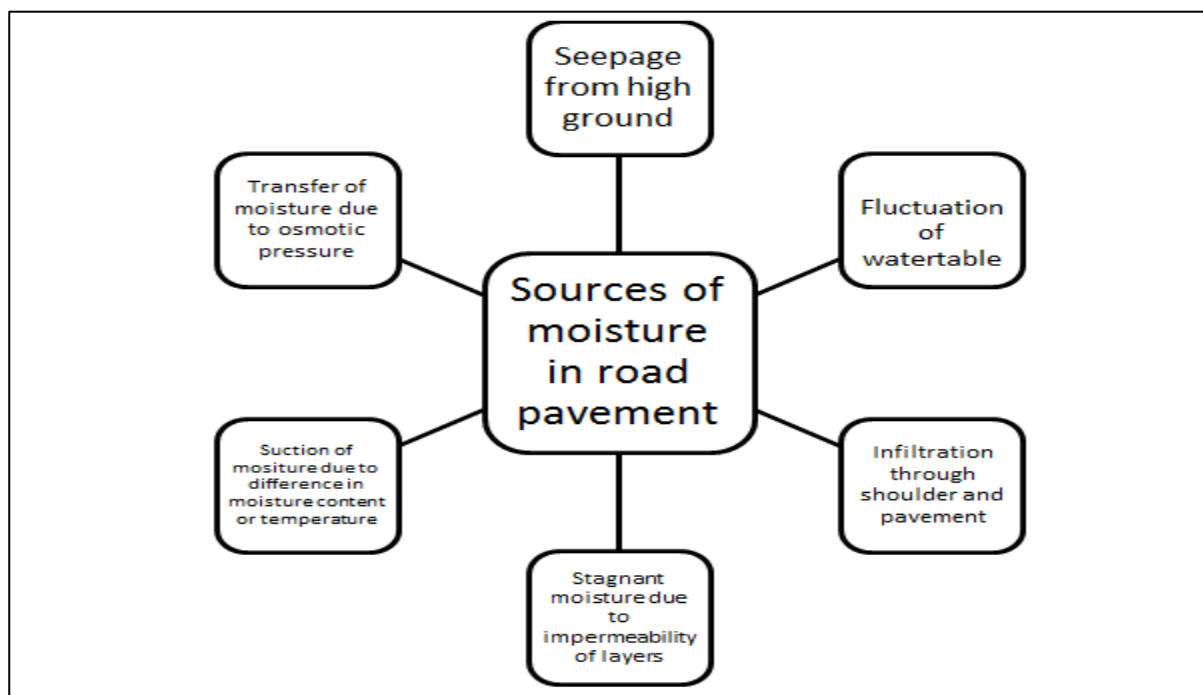 Seepage
from high
ground
Transfer of
moisture due
to osmotic
pressure
Fluctuation
of
watertable
Sources of
moisture
in road
pavement
Suction of
mositure due to
difference in
moisture content
or temperature
Infiltration
through
shoulder and
pavement
Stagnant
moisture due
to
impermeability
of layers